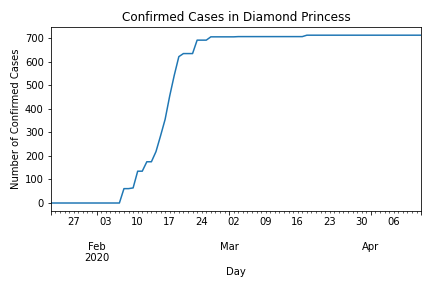 Confirmed Cases in Diamond Princess
Number of Confirmed Cases
700
600
500
400
300
200
100
0
27 03 10 17 24 02 09 16 23 30 06
Feb Mar Apr
2020
Day